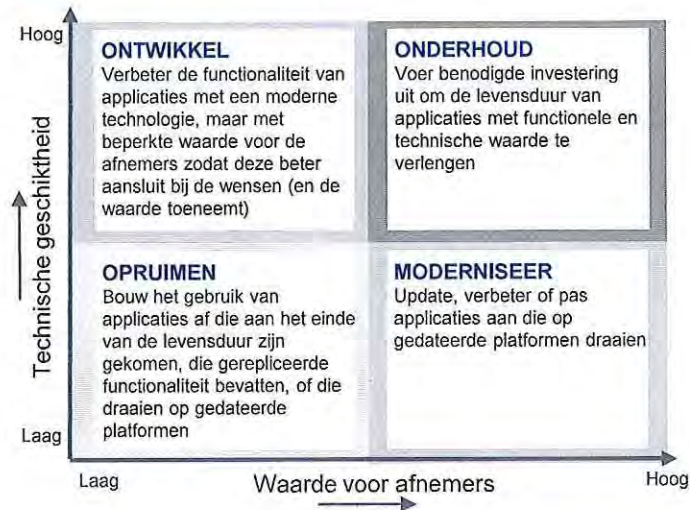 Hoog
ONTWIKKEL
Verbeter de functionaliteit van
applicaties met een moderne
technologie, maar met
beperkte waarde voor de
afnemers zodat deze beter
aansluit bij de wensen (en de
waarde toeneemt)
ONDERHOUD
Voer benodigde investering
uit om de levensduur van
applicaties met functionele en
technische waarde te
verlengen
Technische geschiktheid
OPRUIMEN
Bouw het gebruik van
applicaties af die aan het einde
van de levensduur zijn
gekomen, die gerepliceerde
functionaliteit bevatten, of die
draaien op gedateerde
platformen
MODERNISEER
Update, verbeter of pas
applicaties aan die op
gedateerde platformen draaien
Laag
Laag
Waarde voor afnemers
Hoog